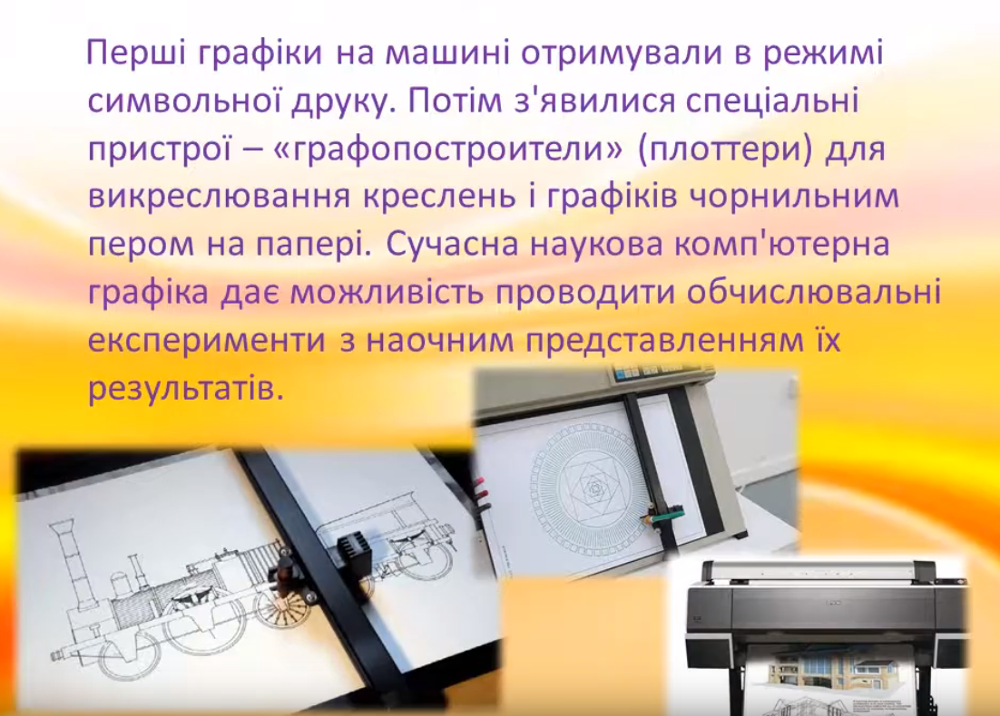 Перші графіки на машині отримували в режимі
символьної друку. Потім з'явилися спеціальні
пристрої – «графопостроители» (плоттери) для
викреслювання креслень і графіків чорнильним
пером на папері. Сучасна наукова комп'ютерна
графіка дає можливість проводити обчислювальні
експерименти з наочним представленням їх
результатів.